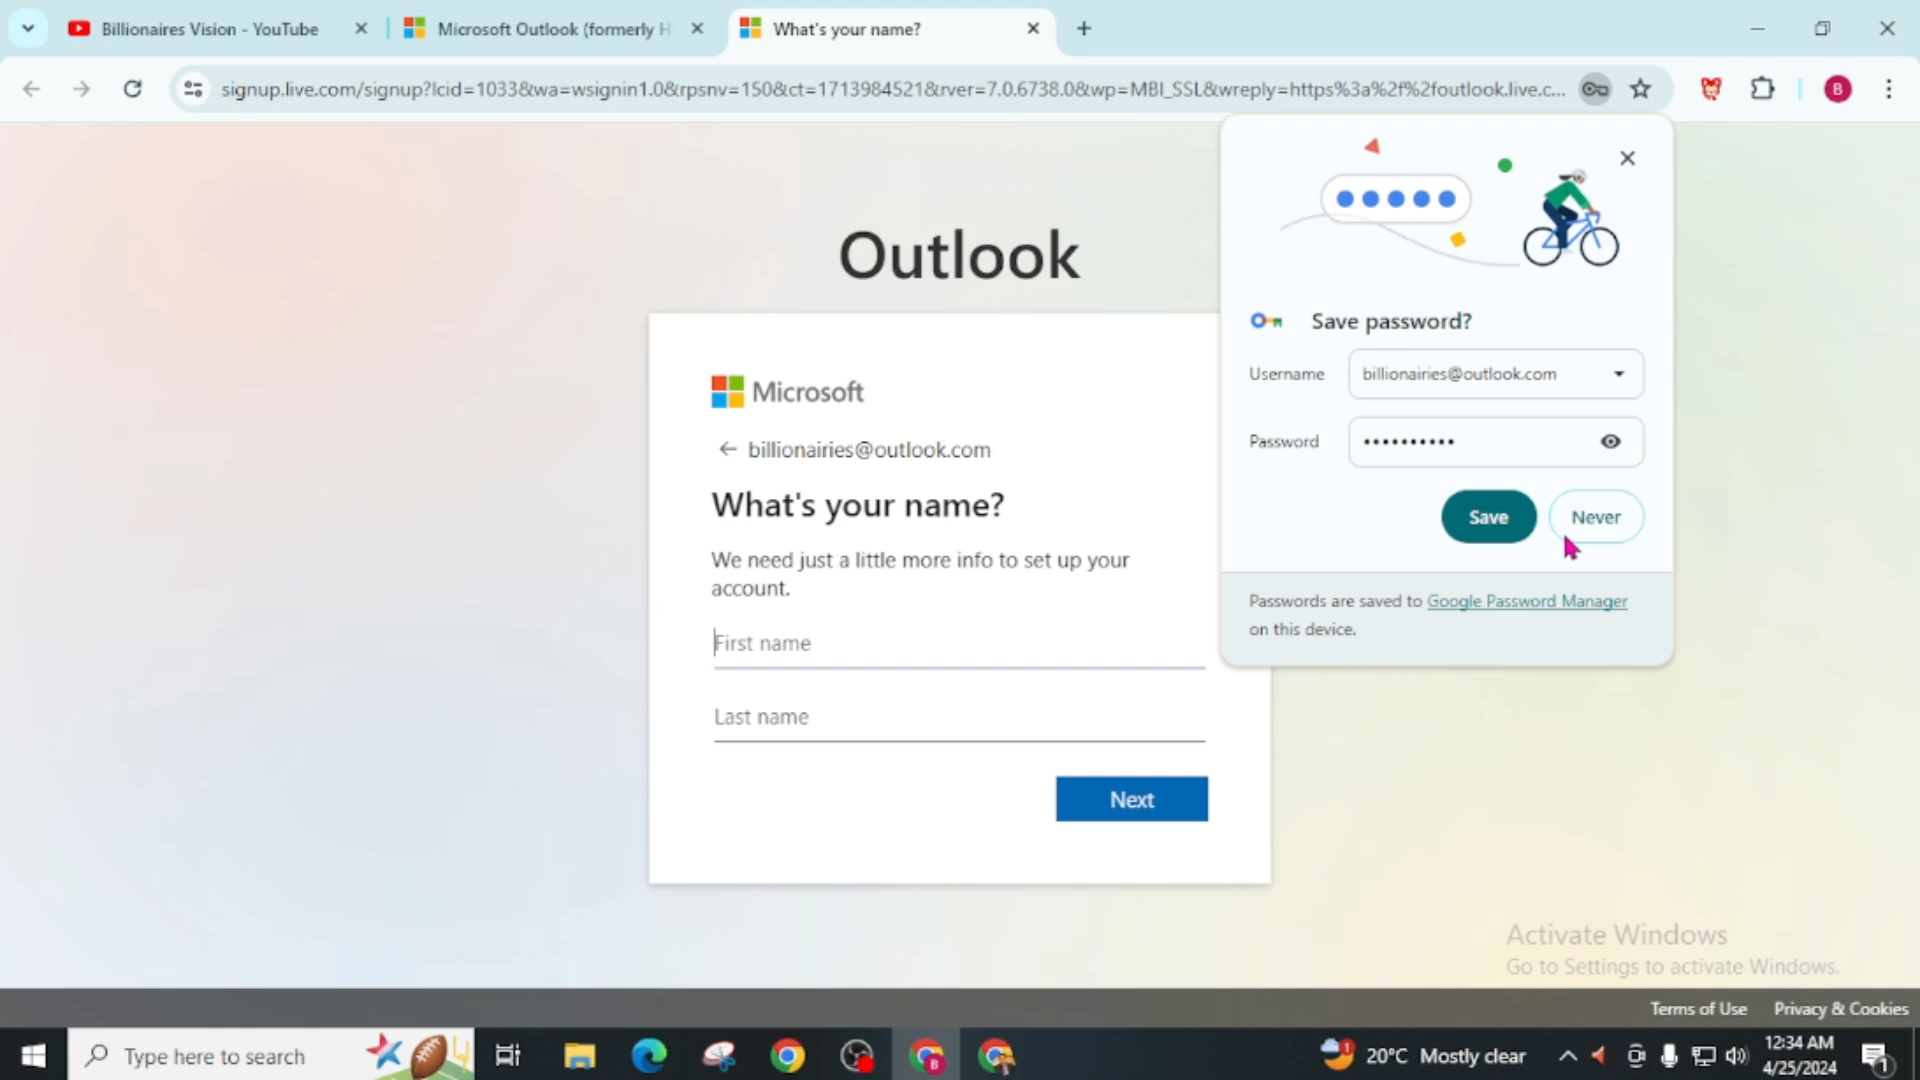 Billionaires Vision - YouTube
Microsoft Outlook (formerly H
What's your name?
signup.live.com/signup?lcid=1033&wa=wsignin1.0&rpsnv=150&ct=1713984521&rver=7.0.6738.0&wp=MBI_SSL&wreply=https%3a%2f%2foutlook.live.c...
B
Outlook
Microsoft
billionairies@outlook.com
What's your name?
We need just a little more info to set up your
account.
First name
Last name
Next
Save password?
Username
billionairies@outlook.com
Password
••••••••••
Save
Never
Passwords are saved to Google Password Manager
on this device.
Activate Windows
Go to Settings to activate Windows.
Terms of Use
Privacy & Cookies
Type here to search
B
1
20°C Mostly clear
12:34 AM
4/25/2024
1